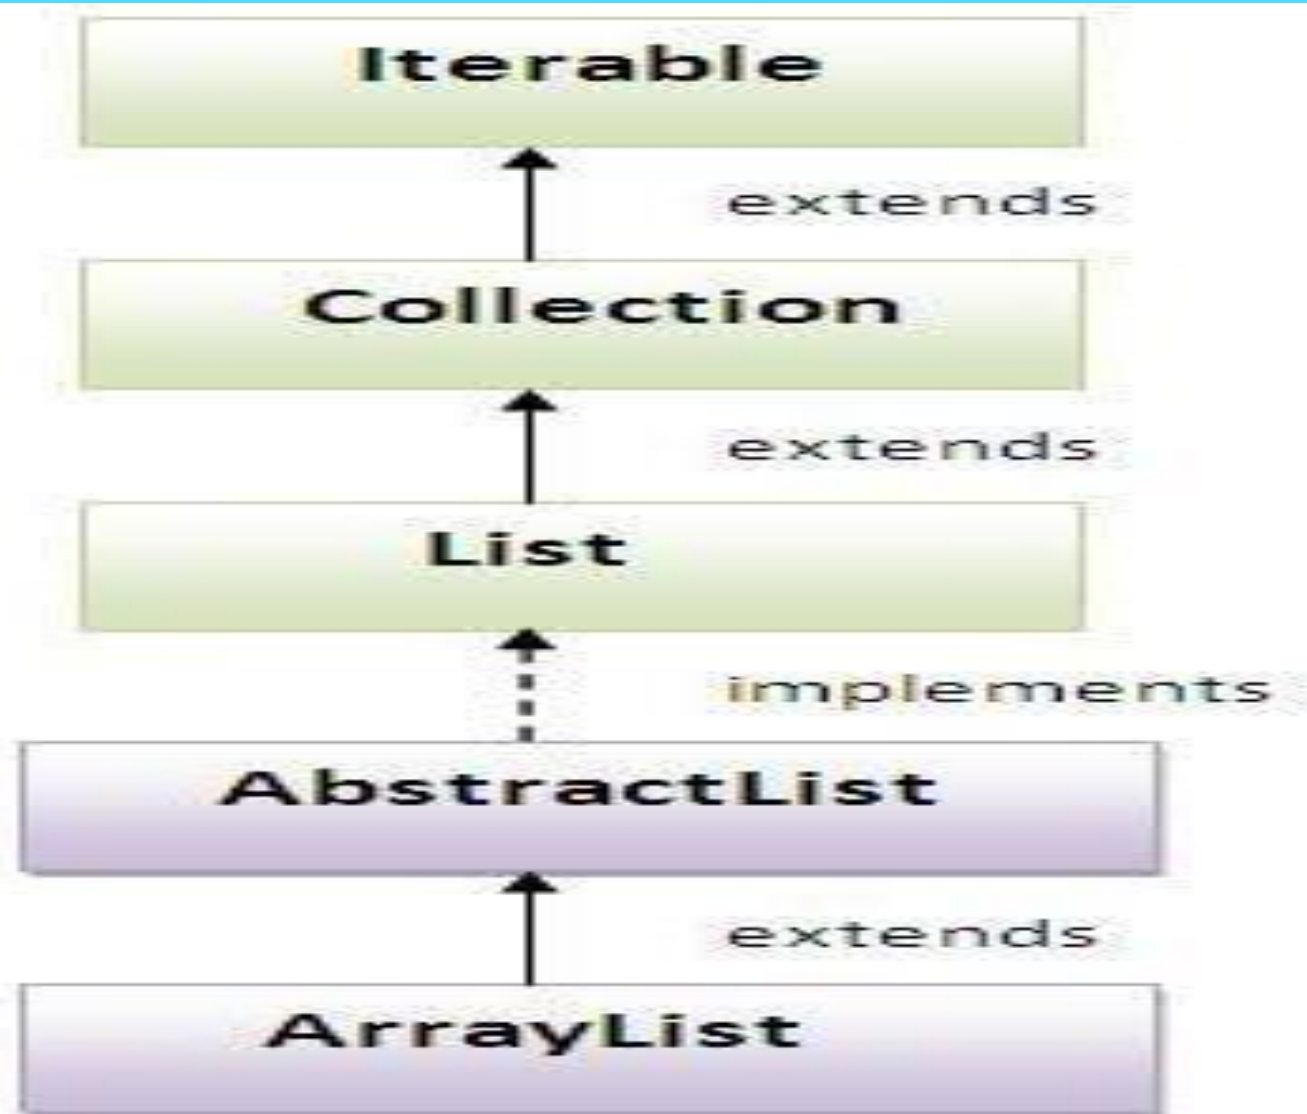 Iterable
extends
Collection
extends
List
implements
AbstractList
extends
ArrayList